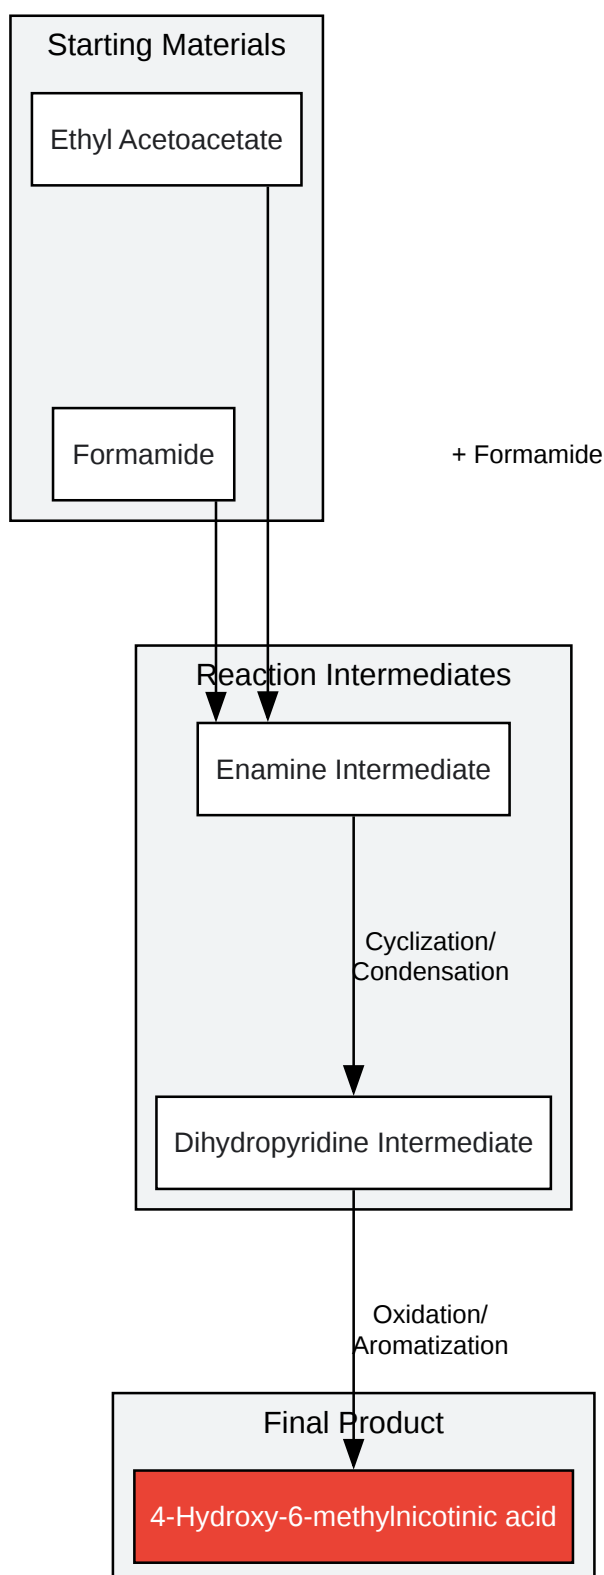 Starting Materials
Ethyl Acetoacetate
Formamide
+ Formamide
Reaction Intermediates
Enamine Intermediate
Cyclization/
Condensation
Dihydropyridine Intermediate
Oxidation/
Aromatization
Final Product
4-Hydroxy-6-methylnicotinic acid